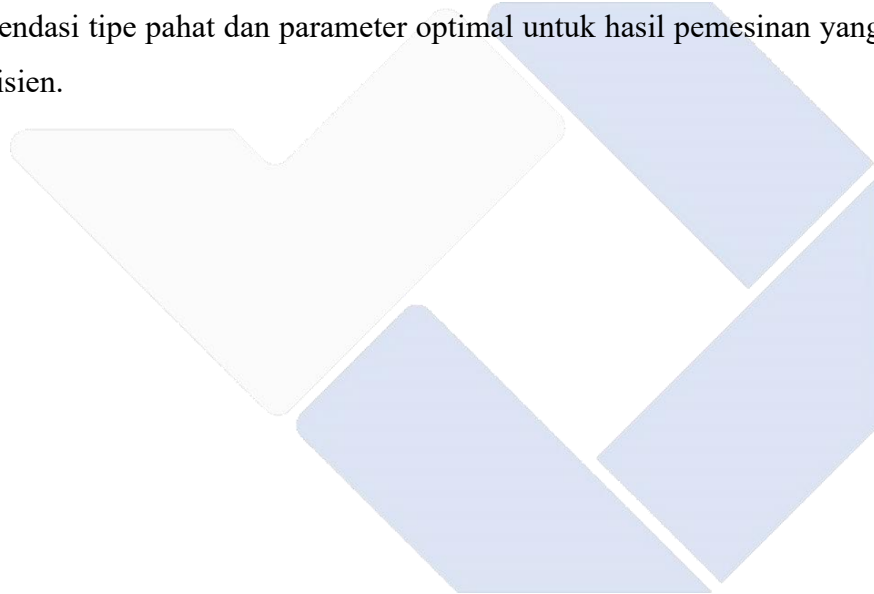 endasi tipe pahat dan parameter optimal untuk hasil pemesinan yang
isien.